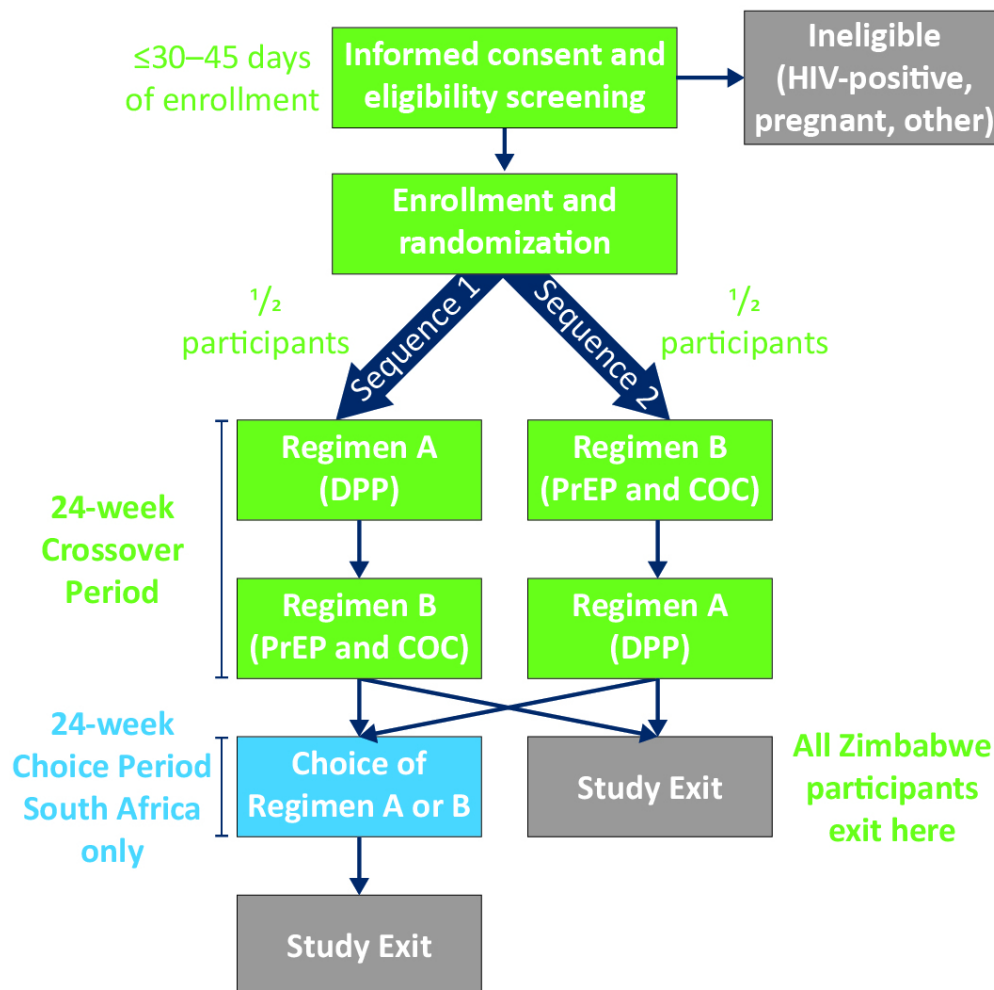 ≤30–45 days
of enrollment
Informed consent and
eligibility screening
Ineligible
(HIV-positive,
pregnant, other)
Enrollment and
randomization
½
participants
Sequence 1
Sequence 2
½
participants
24-week
Crossover
Period
Regimen A
(DPP)
Regimen B
(PrEP and COC)
Regimen B
(PrEP and COC)
Regimen A
(DPP)
24-week
Choice Period
South Africa
only
Choice of
Regimen A or B
Study Exit
All Zimbabwe
participants
exit here
Study Exit